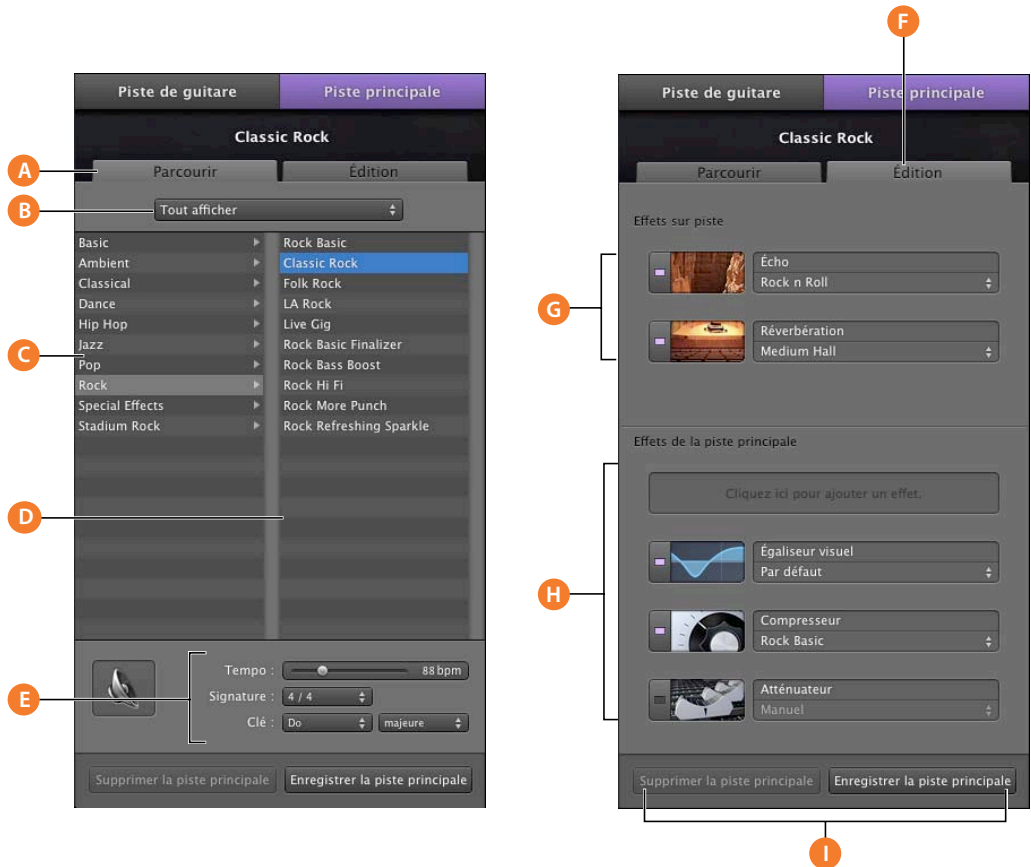 Piste de guitare
Piste principale
Classic Rock
A
Parcourir
Édition
B
Tout afficher
Basic
Ambient
Classical
Dance
Hip Hop
Jazz
C
Pop
Rock
Special Effects
Stadium Rock
Rock Basic
Classic Rock
Folk Rock
LA Rock
Live Gig
Rock Basic Finalizer
Rock Bass Boost
Rock Hi Fi
Rock More Punch
Rock Refreshing Sparkle
D
E
Tempo : 88 bpm
Signature : 4 / 4
Clé : Do majeure
Supprimer la piste principale
Enregistrer la piste principale
F
Piste de guitare
Piste principale
Classic Rock
Parcourir
Édition
Effets sur piste
G
Écho
Rock n Roll
Réverbération
Medium Hall
Effets de la piste principale
H
Cliquez ici pour ajouter un effet.
Égaliseur visuel
Par défaut
Compresseur
Rock Basic
Atténuateur
Manuel
Supprimer la piste principale
Enregistrer la piste principale
I